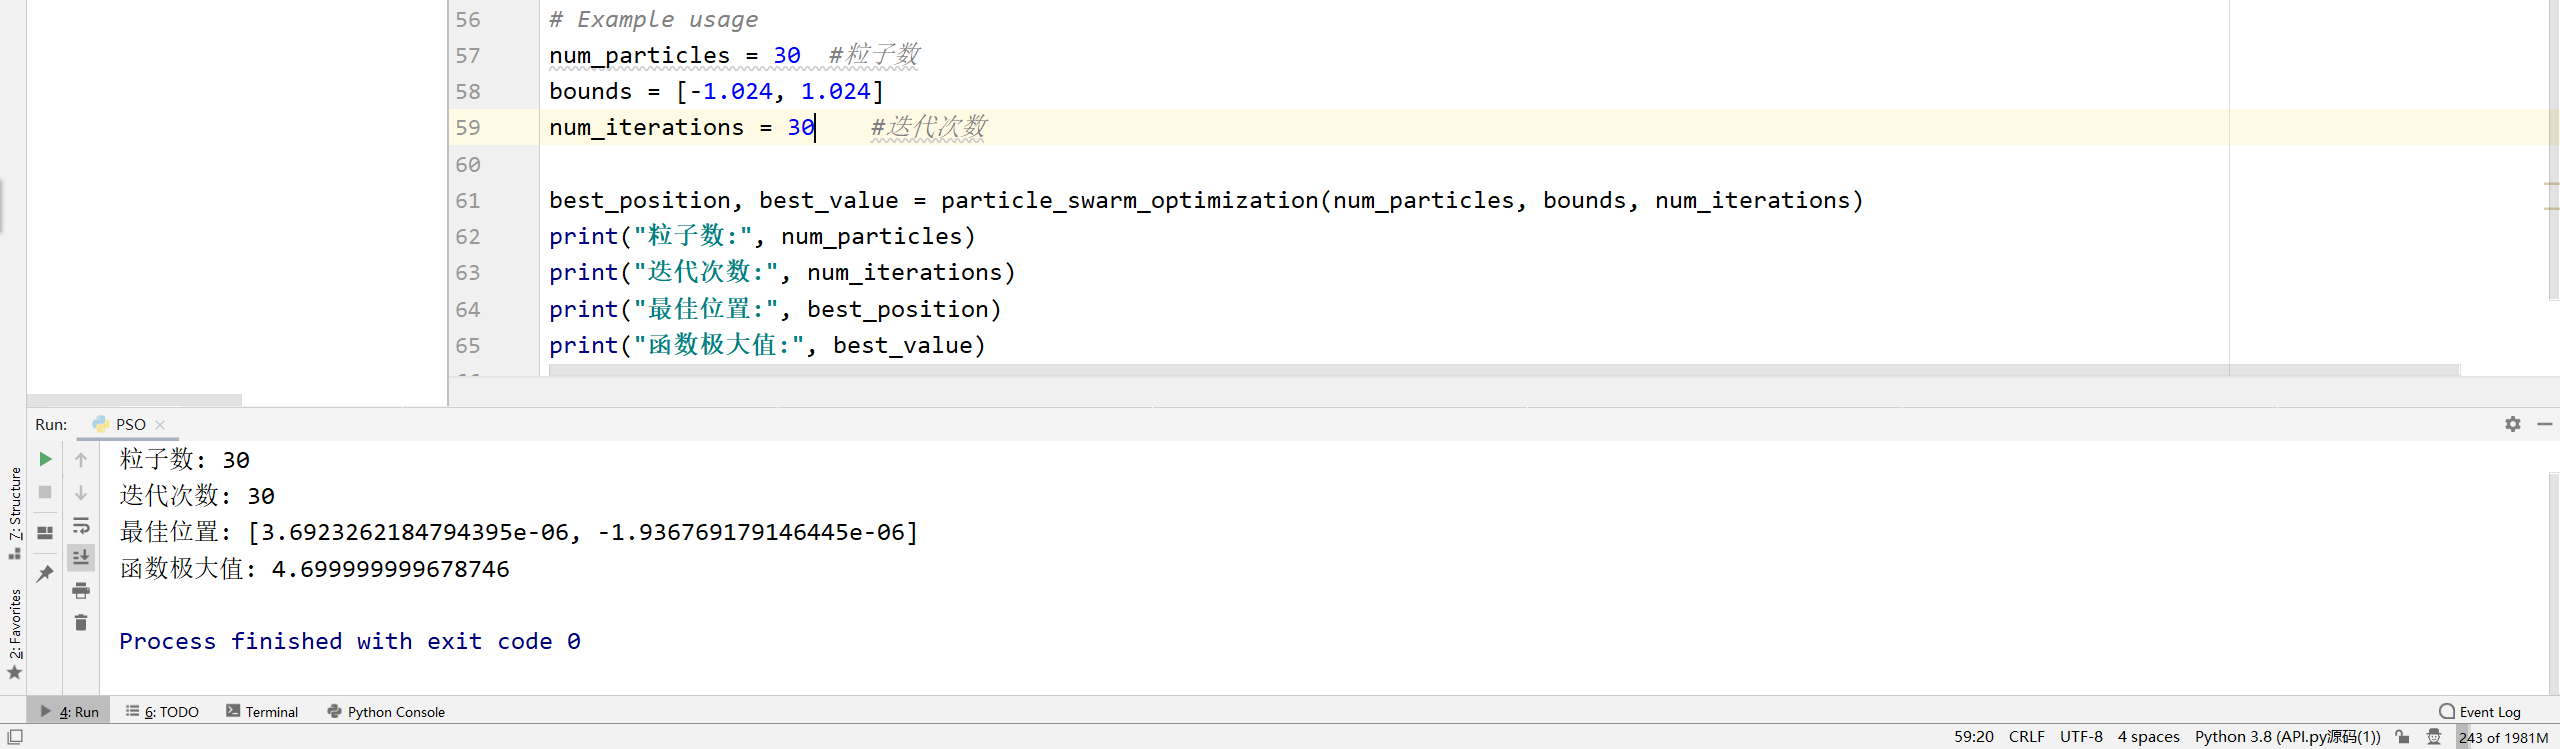 56 # Example usage
57 num_particles = 30  #粒子数
58 bounds = [-1.024, 1.024]
59 num_iterations = 30    #迭代次数
60
61 best_position, best_value = particle_swarm_optimization(num_particles, bounds, num_iterations)
62 print("粒子数:", num_particles)
63 print("迭代次数:", num_iterations)
64 print("最佳位置:", best_position)
65 print("函数极大值:", best_value)
Run: PSO
粒子数: 30
迭代次数: 30
最佳位置: [3.6923262184794395e-06, -1.936769179146445e-06]
函数极大值: 4.699999999678746
Process finished with exit code 0
7: Structure
2: Favorites
4: Run 6: TODO Terminal Python Console Event Log
59:20 CRLF UTF-8 4 spaces Python 3.8 (API.py源码(1)) 243 of 1981M